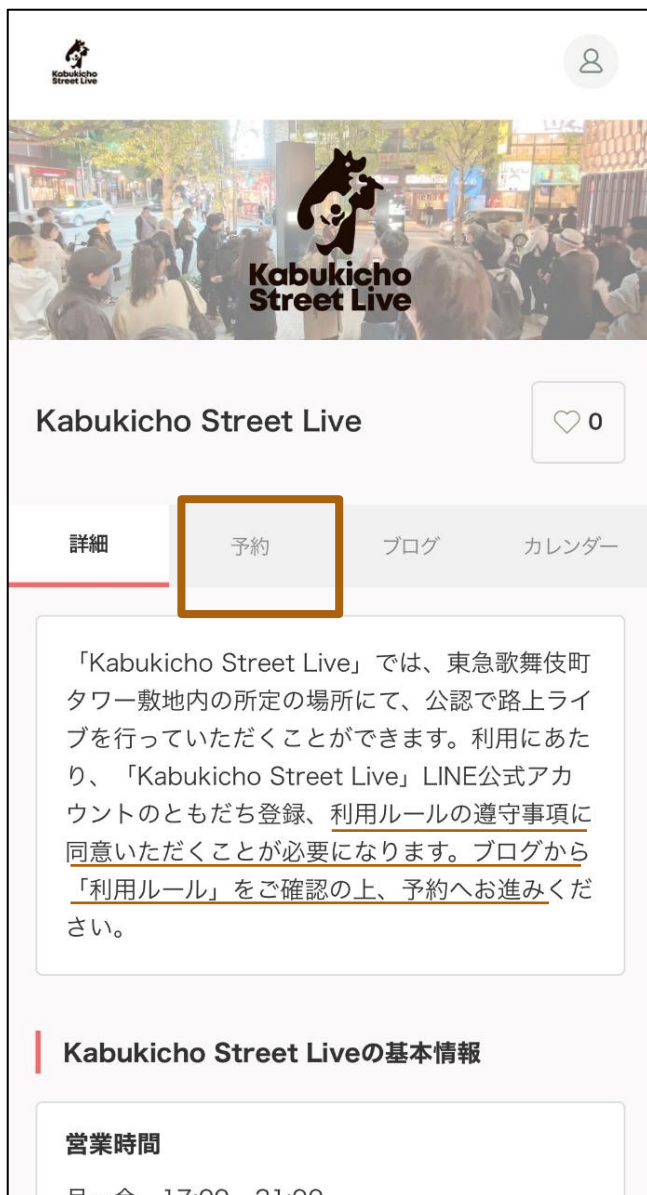 Kabukicho
Street Live
Kabukicho
Street Live
Kabukicho Street Live
0
詳細
予約
ブログ
カレンダー
「Kabukicho Street Live」では、東急歌舞伎町
タワー敷地内の所定の場所にて、公認で路上ライ
ブを行っていただくことができます。利用にあた
り、「Kabukicho Street Live」LINE公式アカ
ウントのともだち登録、利用ルールの遵守事項に
同意いただくことが必要になります。ブログから
「利用ルール」をご確認の上、予約へお進みくだ
さい。
Kabukicho Street Liveの基本情報
営業時間